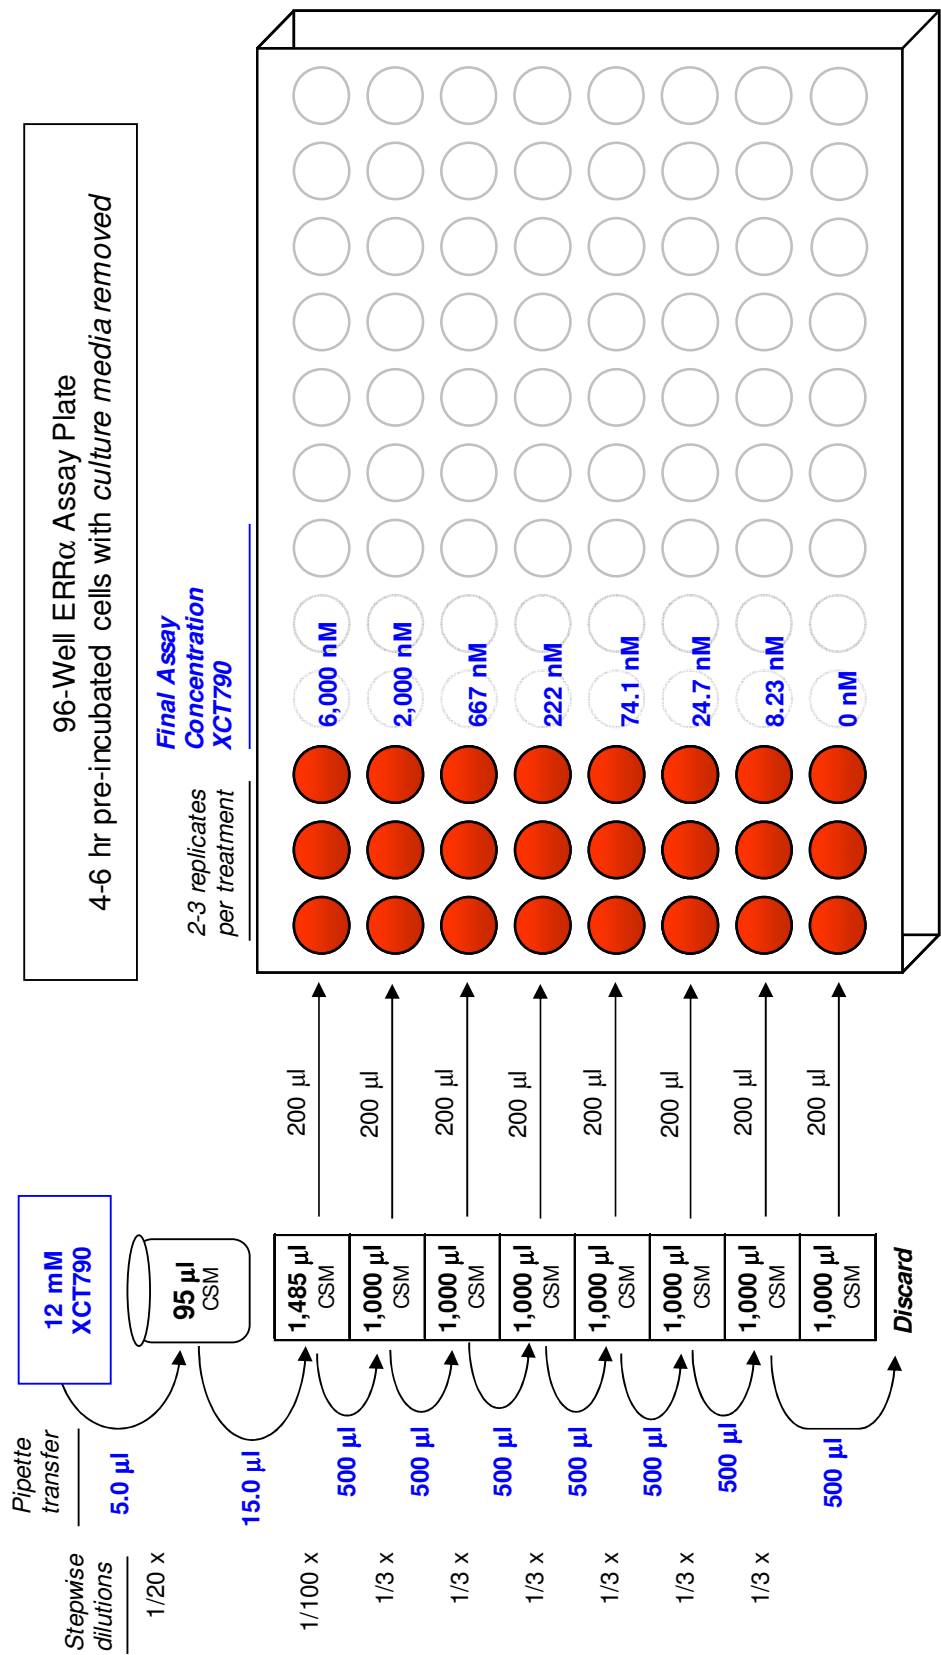 96-Well ERRα Assay Plate
4-6 hr pre-incubated cells with culture media removed
Stepwise
dilutions
Pipette
transfer
12 mM
XCT790
2-3 replicates
per treatment
Final Assay
Concentration
XCT790
1/20 x
5.0 µl
95 µl
CSM
1/100 x
15.0 µl
1,485 µl
CSM
200 µl
6,000 nM
1/3 x
500 µl
1,000 µl
CSM
200 µl
2,000 nM
1/3 x
500 µl
1,000 µl
CSM
200 µl
667 nM
1/3 x
500 µl
1,000 µl
CSM
200 µl
222 nM
1/3 x
500 µl
1,000 µl
CSM
200 µl
74.1 nM
1/3 x
500 µl
1,000 µl
CSM
200 µl
24.7 nM
1/3 x
500 µl
1,000 µl
CSM
200 µl
8.23 nM
500 µl
1,000 µl
CSM
200 µl
0 nM
Discard